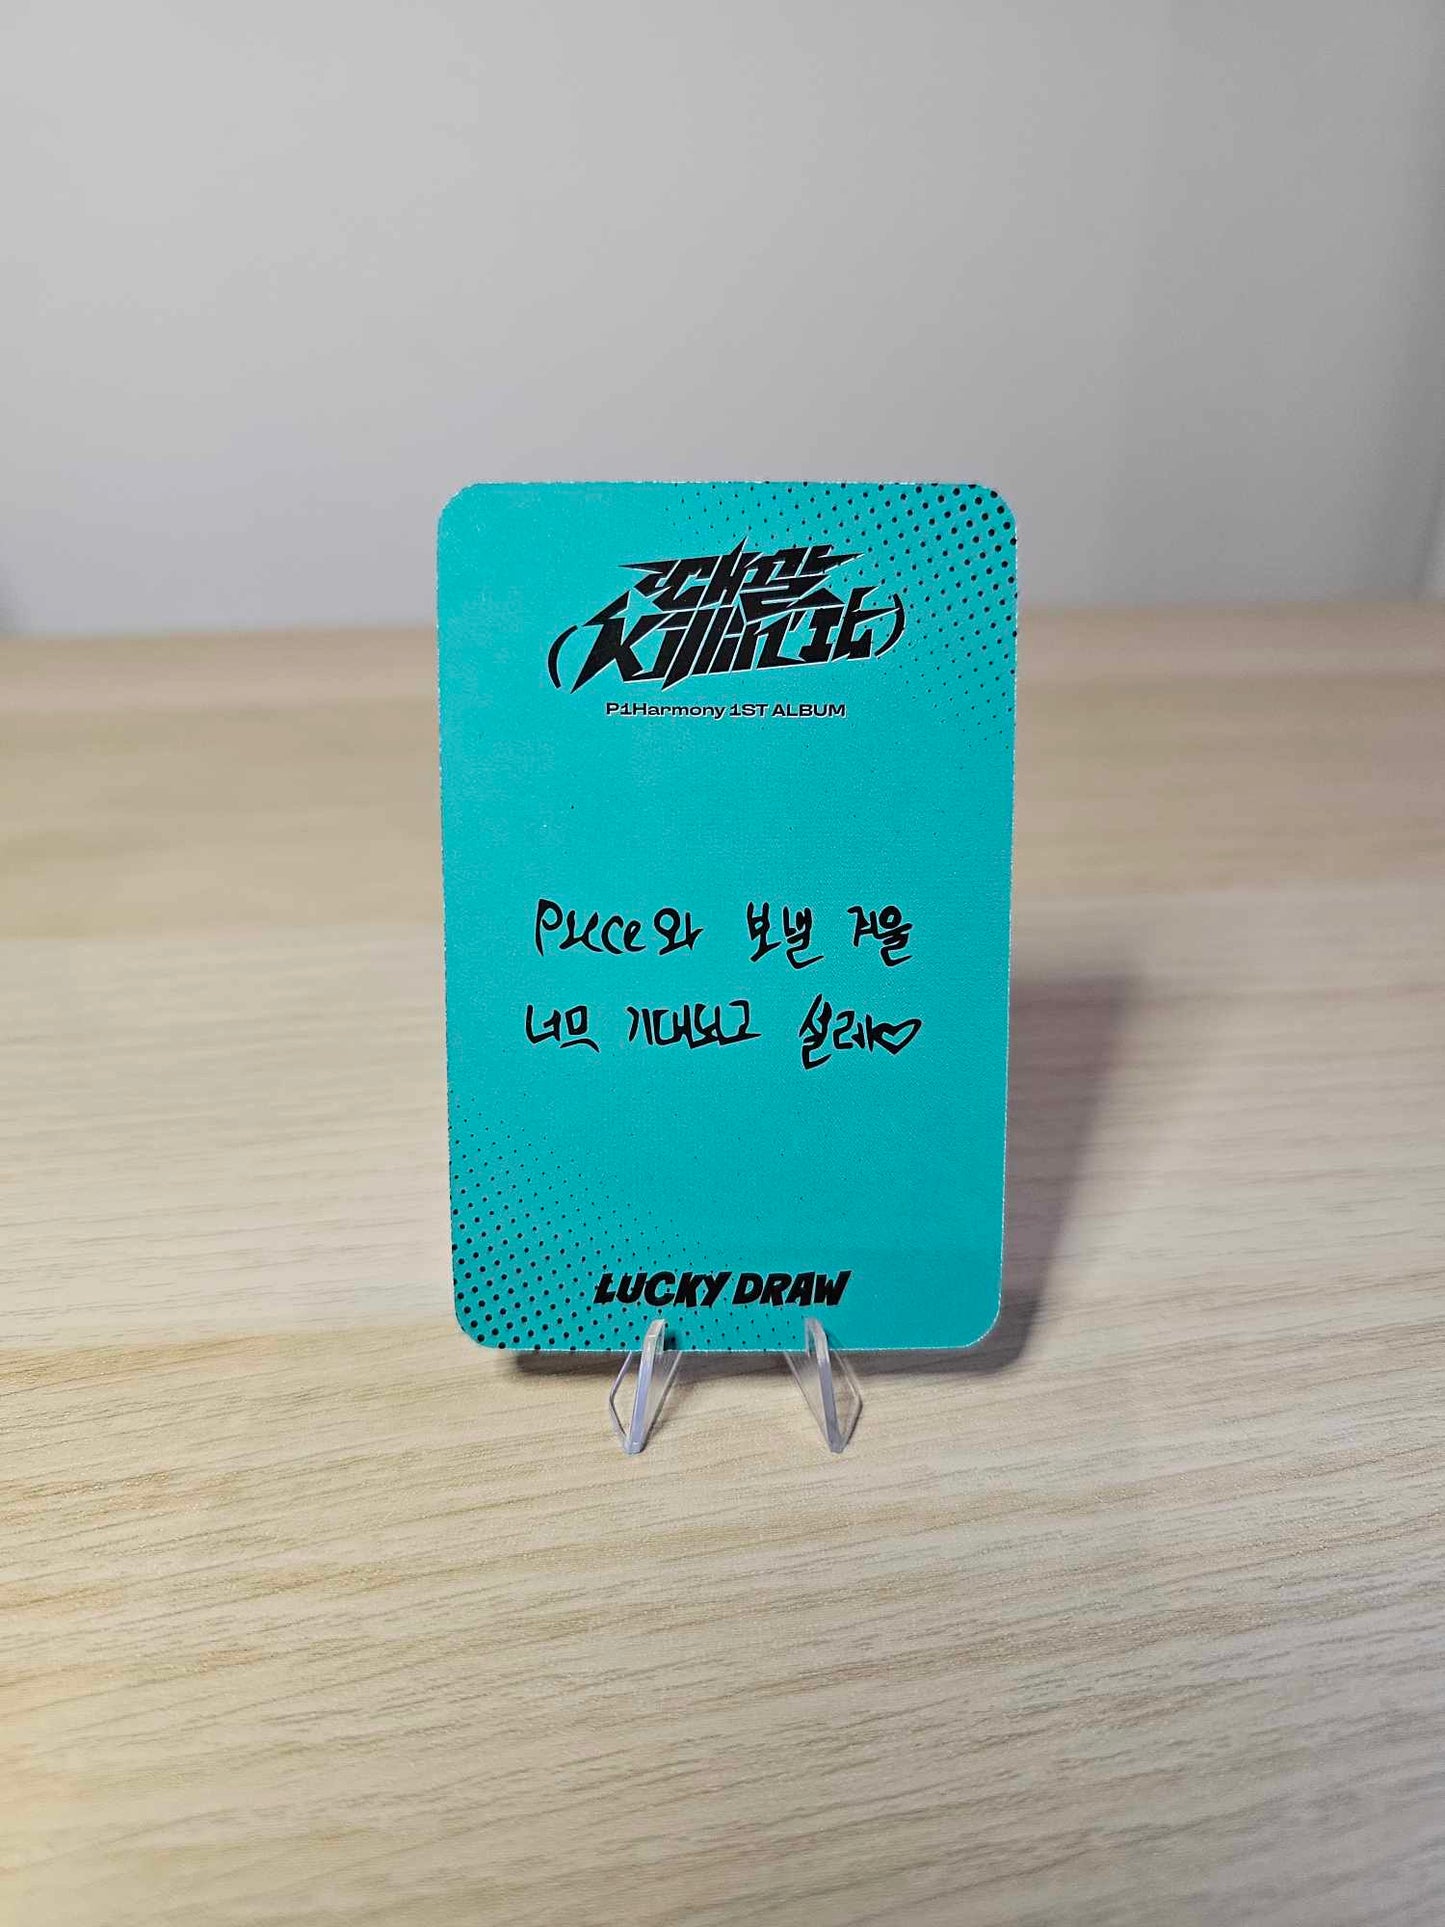 때깔
(Killin' It)
P1Harmony 1ST ALBUM
P1ece와 보낼 겨울
너무 기대되고 설레♡
LUCKY DRAW